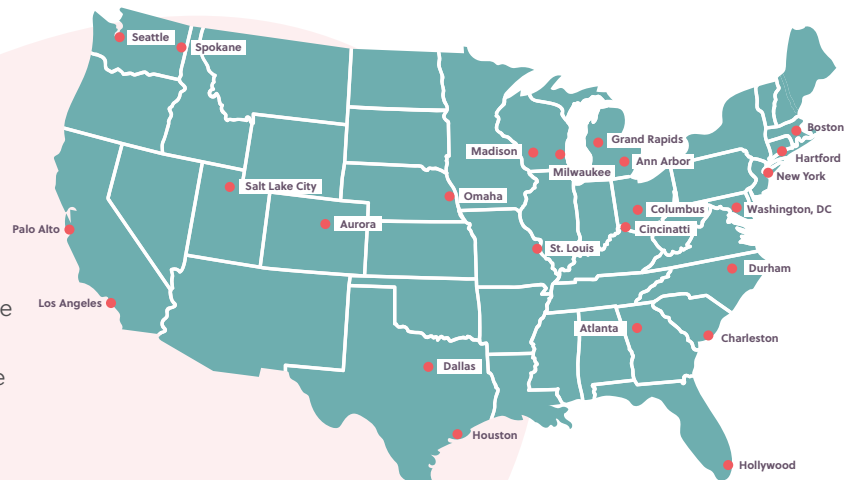 Seattle
Spokane
Boston
Grand Rapids
Madison
Hartford
Ann Arbor
Milwaukee
New York
Salt Lake City
Omaha
Columbus
Washington, DC
Aurora
Palo Alto
Cincinatti
St. Louis
Durham
Los Angeles
e
Atlanta
Charleston
Dallas
e
Houston
Hollywood